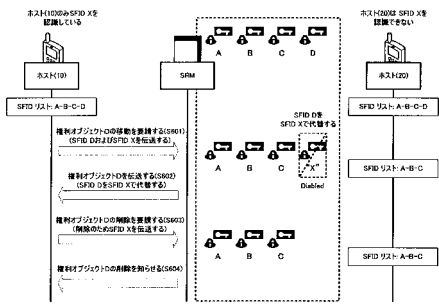 ホスト(10)のみSFID Xを
認識している
ホスト(20)は SFID Xを
認識できない
A B C D
ホスト(10)
SRM
ホスト(20)
SFID リスト: A-B-C-D
SFID リスト: A-B-C-D
SFID Dを
SFID Xで代替する
権利オブジェクトDの移動を要請する(S601)
(SFID DおよびSFID Xを伝送する)
A B C "X"
SFID リスト: A-B-C
Disabled
権利オブジェクトDを伝送する(S602)
(SFID DをSFID Xで代替する)
権利オブジェクトDの削除を要請する(S603)
(削除のためSFID Xを伝送する)
A B C
SFID リスト: A-B-C
権利オブジェクトDの削除を知らせる(S604)